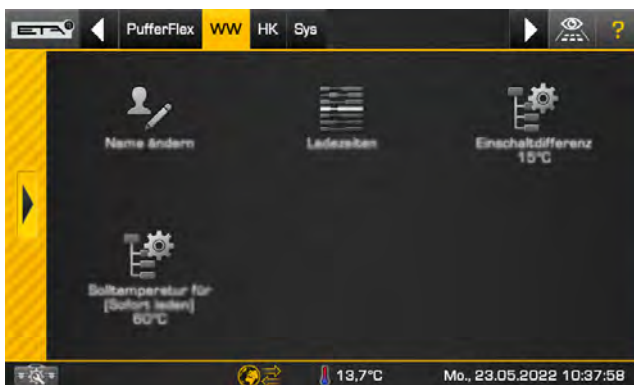 ETA
PufferFlex WW HK Sys ?
Name ändern
Ladezeiten
Einschaltdifferenz
15°C
Solltemperatur für
(Sofort laden)
60°C
13,7°C
Mo., 23.05.2022 10:37:58